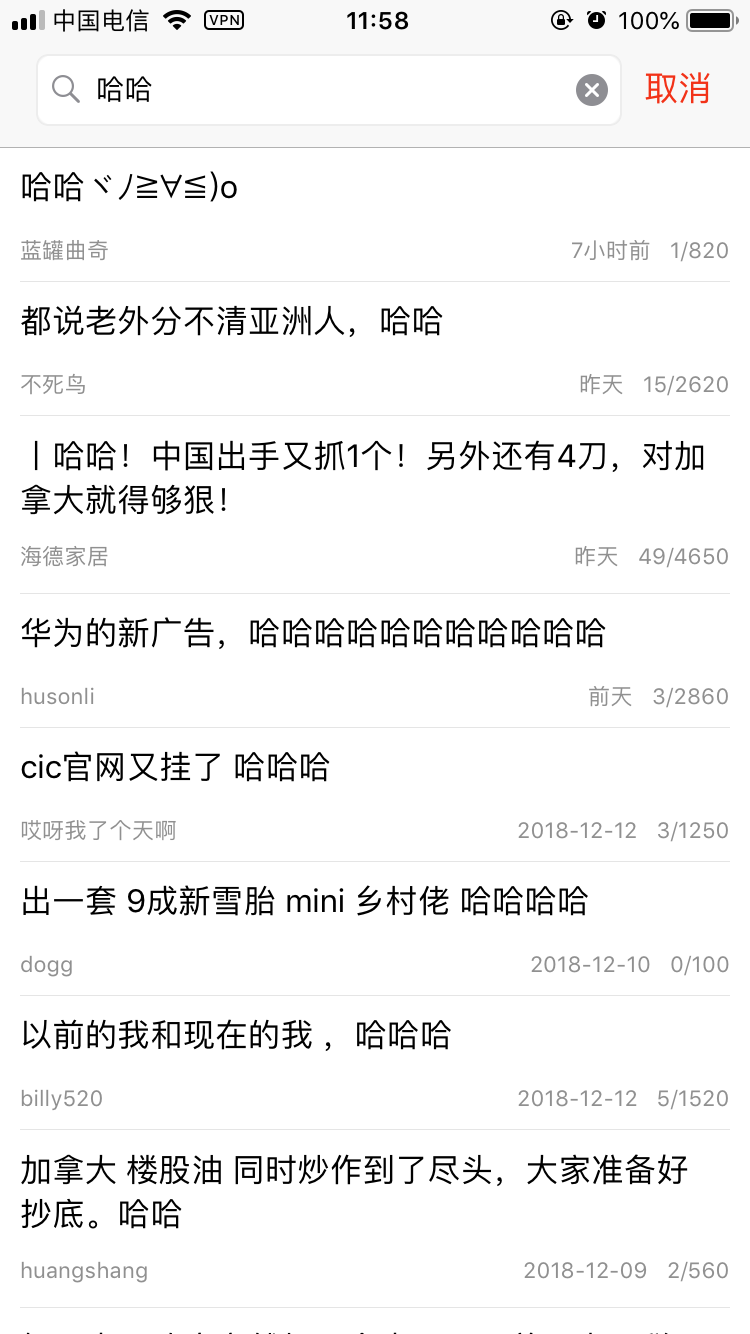 中国电信 VPN 11:58 100%
哈哈 取消
哈哈ヾﾉ≧∀≦)o
蓝罐曲奇 7小时前 1/820
都说老外分不清亚洲人，哈哈
不死鸟 昨天 15/2620
丨哈哈！中国出手又抓1个！另外还有4刀，对加
拿大就得够狠！
海德家居 昨天 49/4650
华为的新广告，哈哈哈哈哈哈哈哈哈哈哈
husonli 前天 3/2860
cic官网又挂了 哈哈哈
哎呀我了个天啊 2018-12-12 3/1250
出一套 9成新雪胎 mini 乡村佬 哈哈哈哈
dogg 2018-12-10 0/100
以前的我和现在的我 ，哈哈哈
billy520 2018-12-12 5/1520
加拿大 楼股油 同时炒作到了尽头，大家准备好
抄底。哈哈
huangshang 2018-12-09 2/560